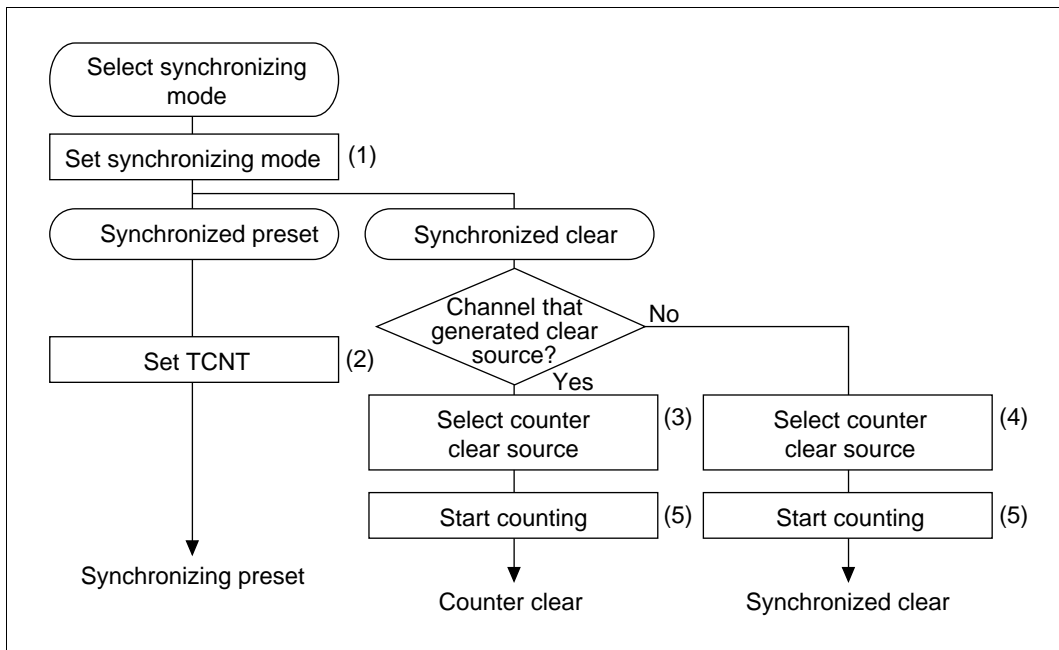 Select synchronizing
mode
Set synchronizing mode
(1)
Synchronized preset
Synchronized clear
Channel that
generated clear
source?
No
Yes
Set TCNT
(2)
Select counter
clear source
(3)
Select counter
clear source
(4)
Start counting
(5)
Start counting
(5)
Synchronizing preset
Counter clear
Synchronized clear